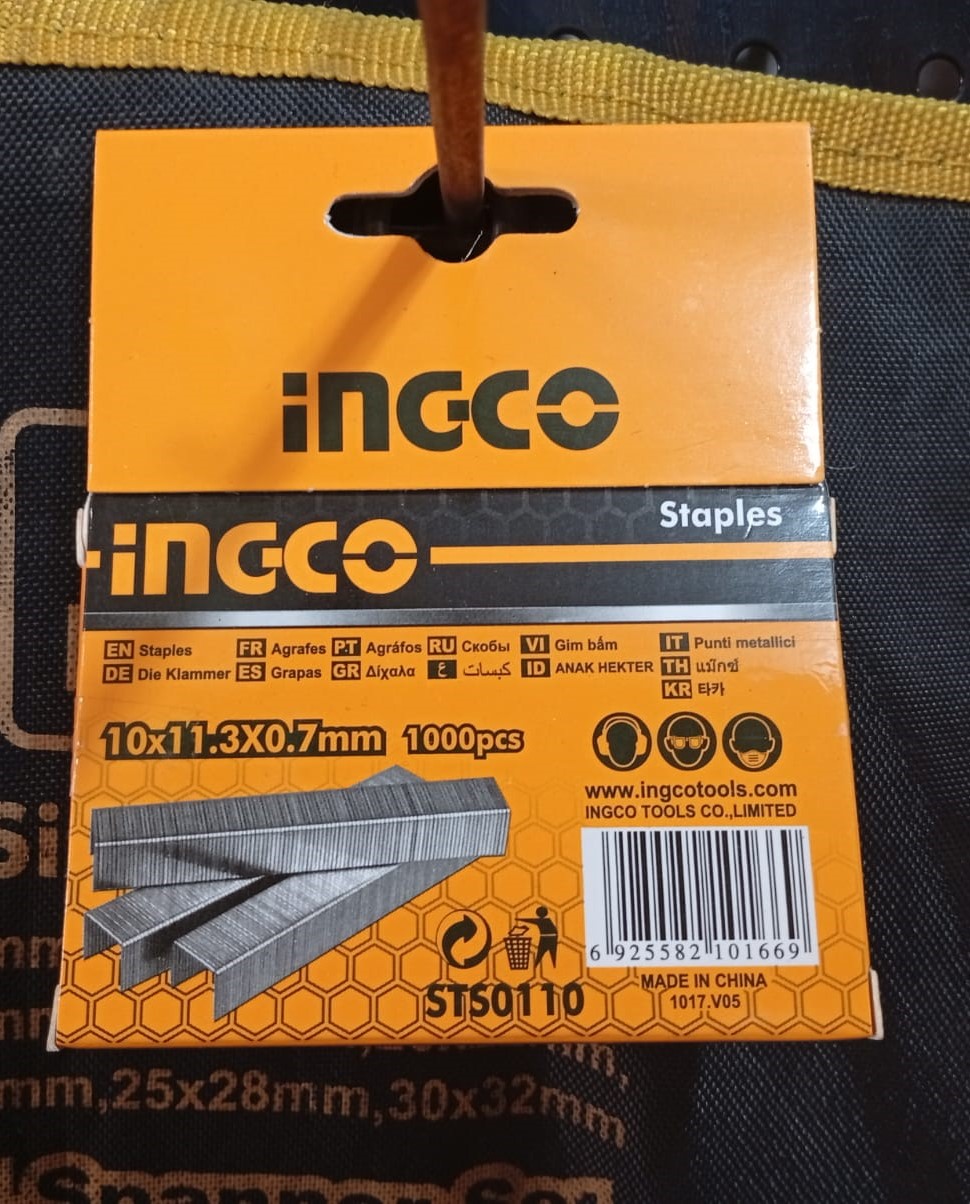 INGCO
INGCO
Staples
EN Staples FR Agrafes PT Agráfos RU Скобы VI Gim bấm IT Punti metallici
DE Die Klammer ES Grapas GR Δίχαλα ع كبسات ID ANAK HEKTER TH แม็กซ์
KR 타카
10x11.3X0.7mm 1000pcs
www.ingcotools.com
INGCO TOOLS CO.,LIMITED
6 925582 101669
MADE IN CHINA
1017.V05
STS0110
mm,25x28mm,30x32mm
Spanner Set